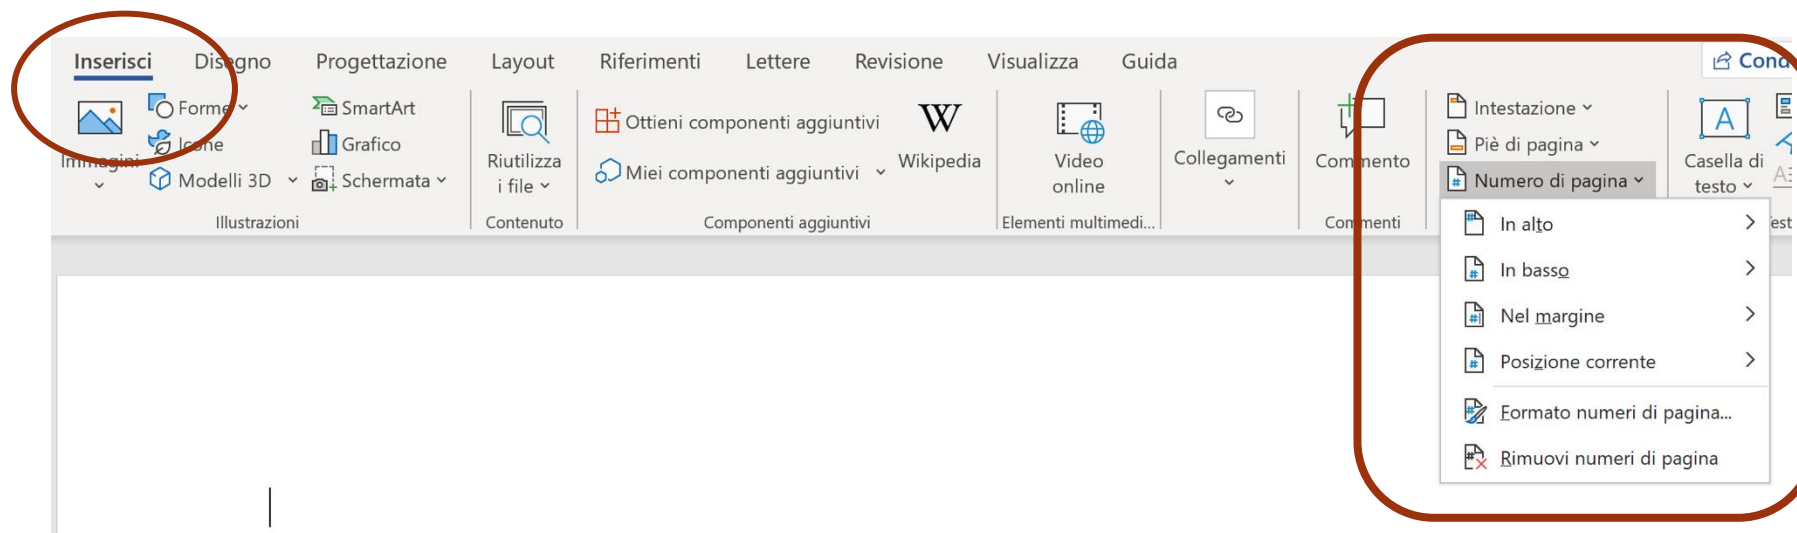 Inserisci Disegno Progettazione Layout Riferimenti Lettere Revisione Visualizza Guida
Immagini
Forme
Icone
Modelli 3D
SmartArt
Grafico
Schermata
Illustrazioni
Riutilizza
i file
Contenuto
Ottieni componenti aggiuntivi
Miei componenti aggiuntivi
W
Wikipedia
Componenti aggiuntivi
Video
online
Elementi multimedi...
Collegamenti
Commento
Commenti
Intestazione
Piè di pagina
Numero di pagina
A
Casella di
testo
In alto
In basso
Nel margine
Posizione corrente
Formato numeri di pagina...
Rimuovi numeri di pagina